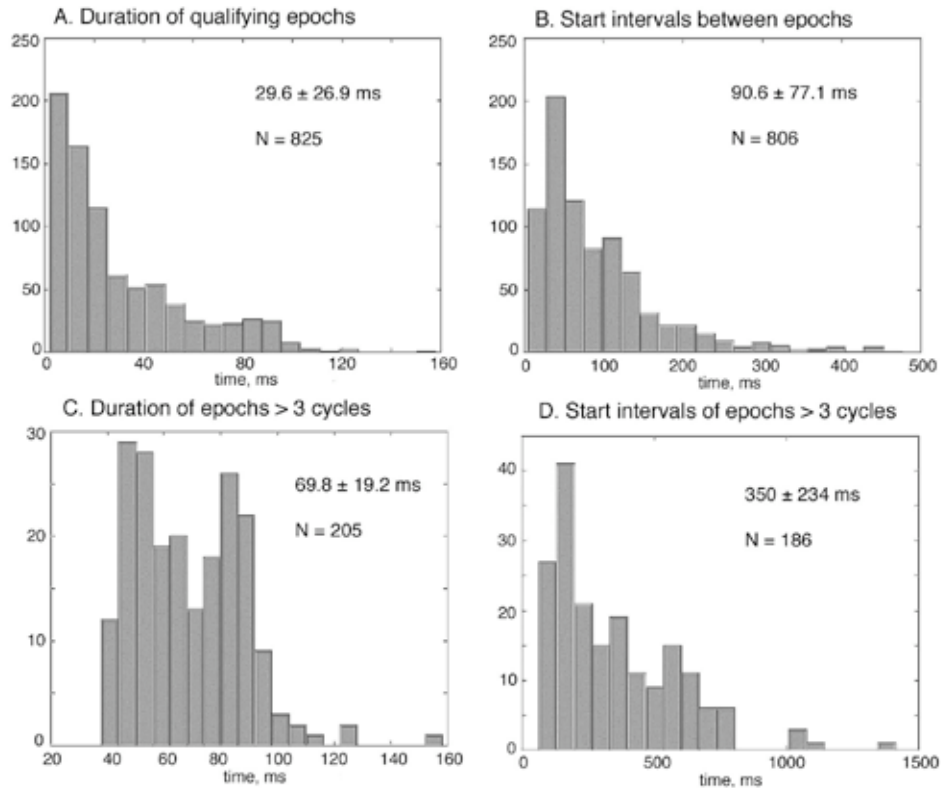 A. Duration of qualifying epochs
250
200
150
100
50
0
29.6 ± 26.9 ms
N = 825
0 40 80 120 160
time, ms
B. Start intervals between epochs
250
200
150
100
50
0
90.6 ± 77.1 ms
N = 806
0 100 200 300 400 500
time, ms
C. Duration of epochs > 3 cycles
30
20
10
0
69.8 ± 19.2 ms
N = 205
20 40 60 80 100 120 140 160
time, ms
D. Start intervals of epochs > 3 cycles
40
30
20
10
0
350 ± 234 ms
N = 186
0 500 1000 1500
time, ms